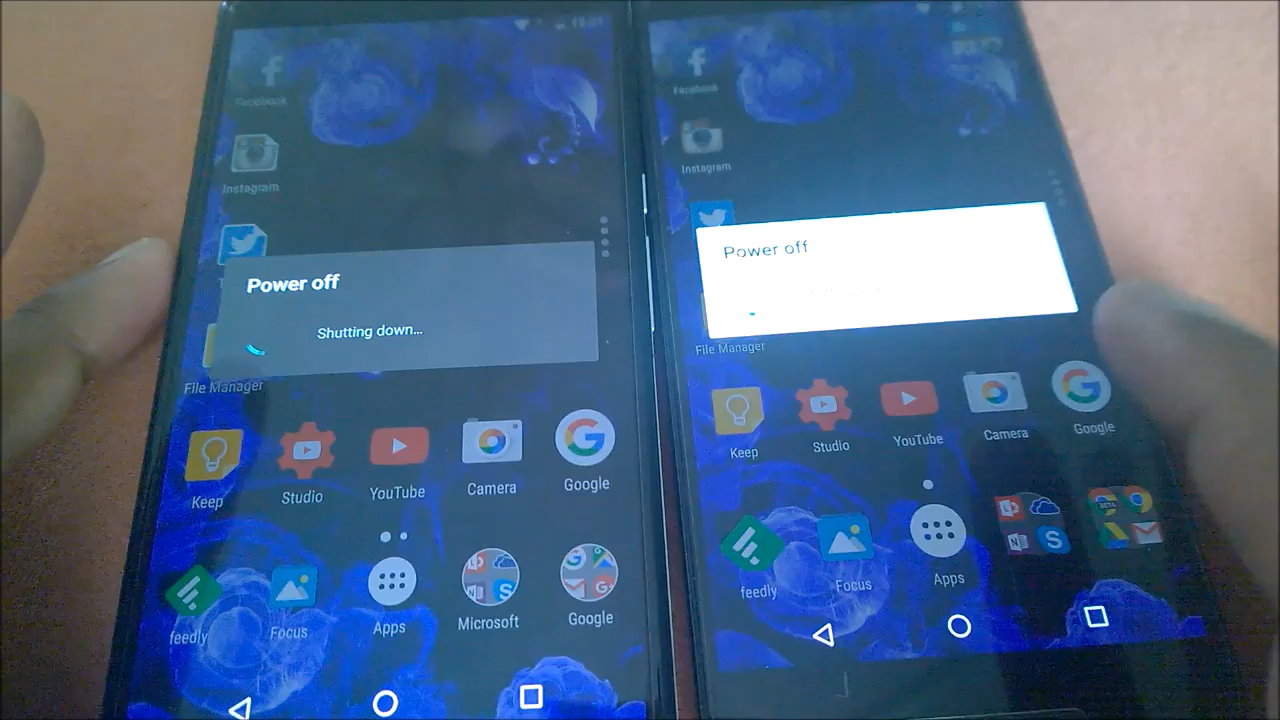 Facebook
Instagram
Power off
Shutting down...
File Manager
Keep
Studio
YouTube
Camera
Google
feedly
Focus
Apps
Microsoft
Google
Facebook
Instagram
Power off
File Manager
Keep
Studio
YouTube
Camera
Google
feedly
Focus
Apps
BETA